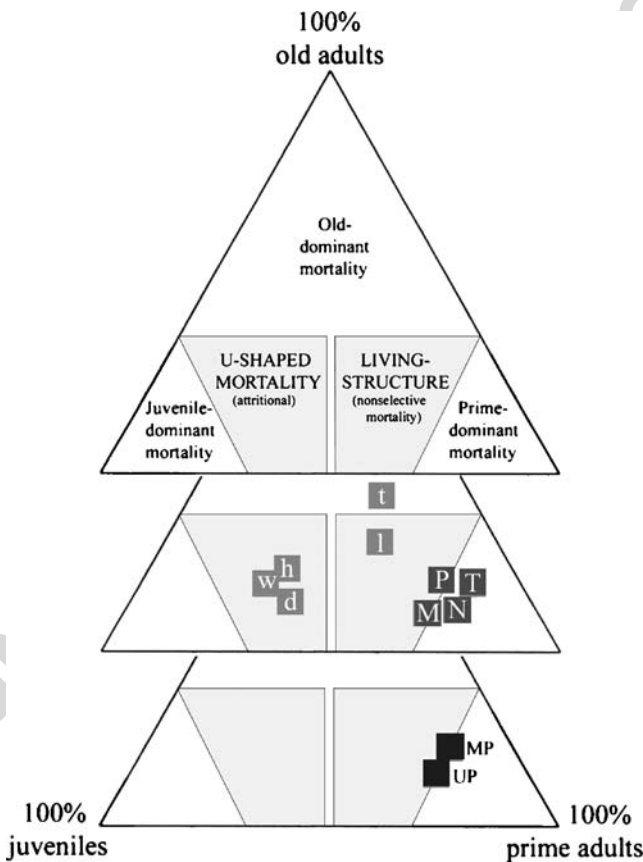 100%
old adults
Old-
dominant
mortality
U-SHAPED
MORTALITY
(attritional)
LIVING-
STRUCTURE
(nonselective
mortality)
Juvenile-
dominant
mortality
Prime-
dominant
mortality
t
l
h
w
d
P
T
M
N
MP
UP
100%
juveniles
100%
prime adults